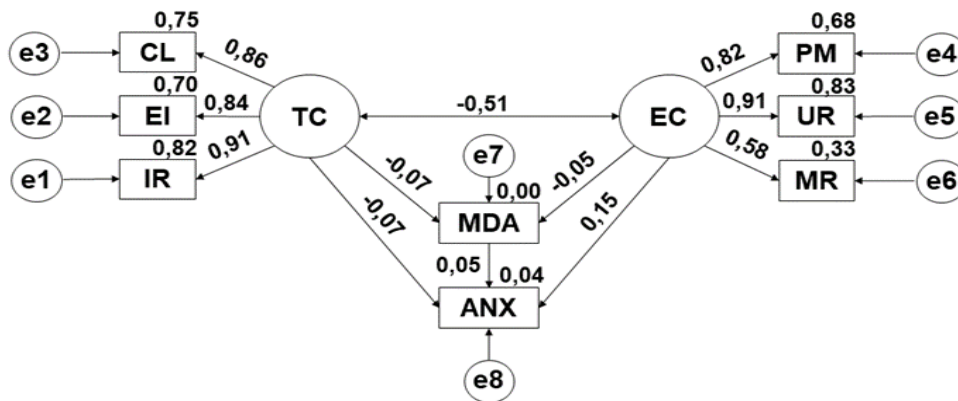 0,75
0,68
e3
CL
0,86
0,82
PM
e4
0,70
0,83
e2
EI
0,84
TC
-0,51
EC
0,91
UR
e5
0,82
0,91
e7
0,58
0,33
e1
IR
-0,07
0,00
-0,05
MR
e6
MDA
-0,07
0,15
0,05
0,04
ANX
e8